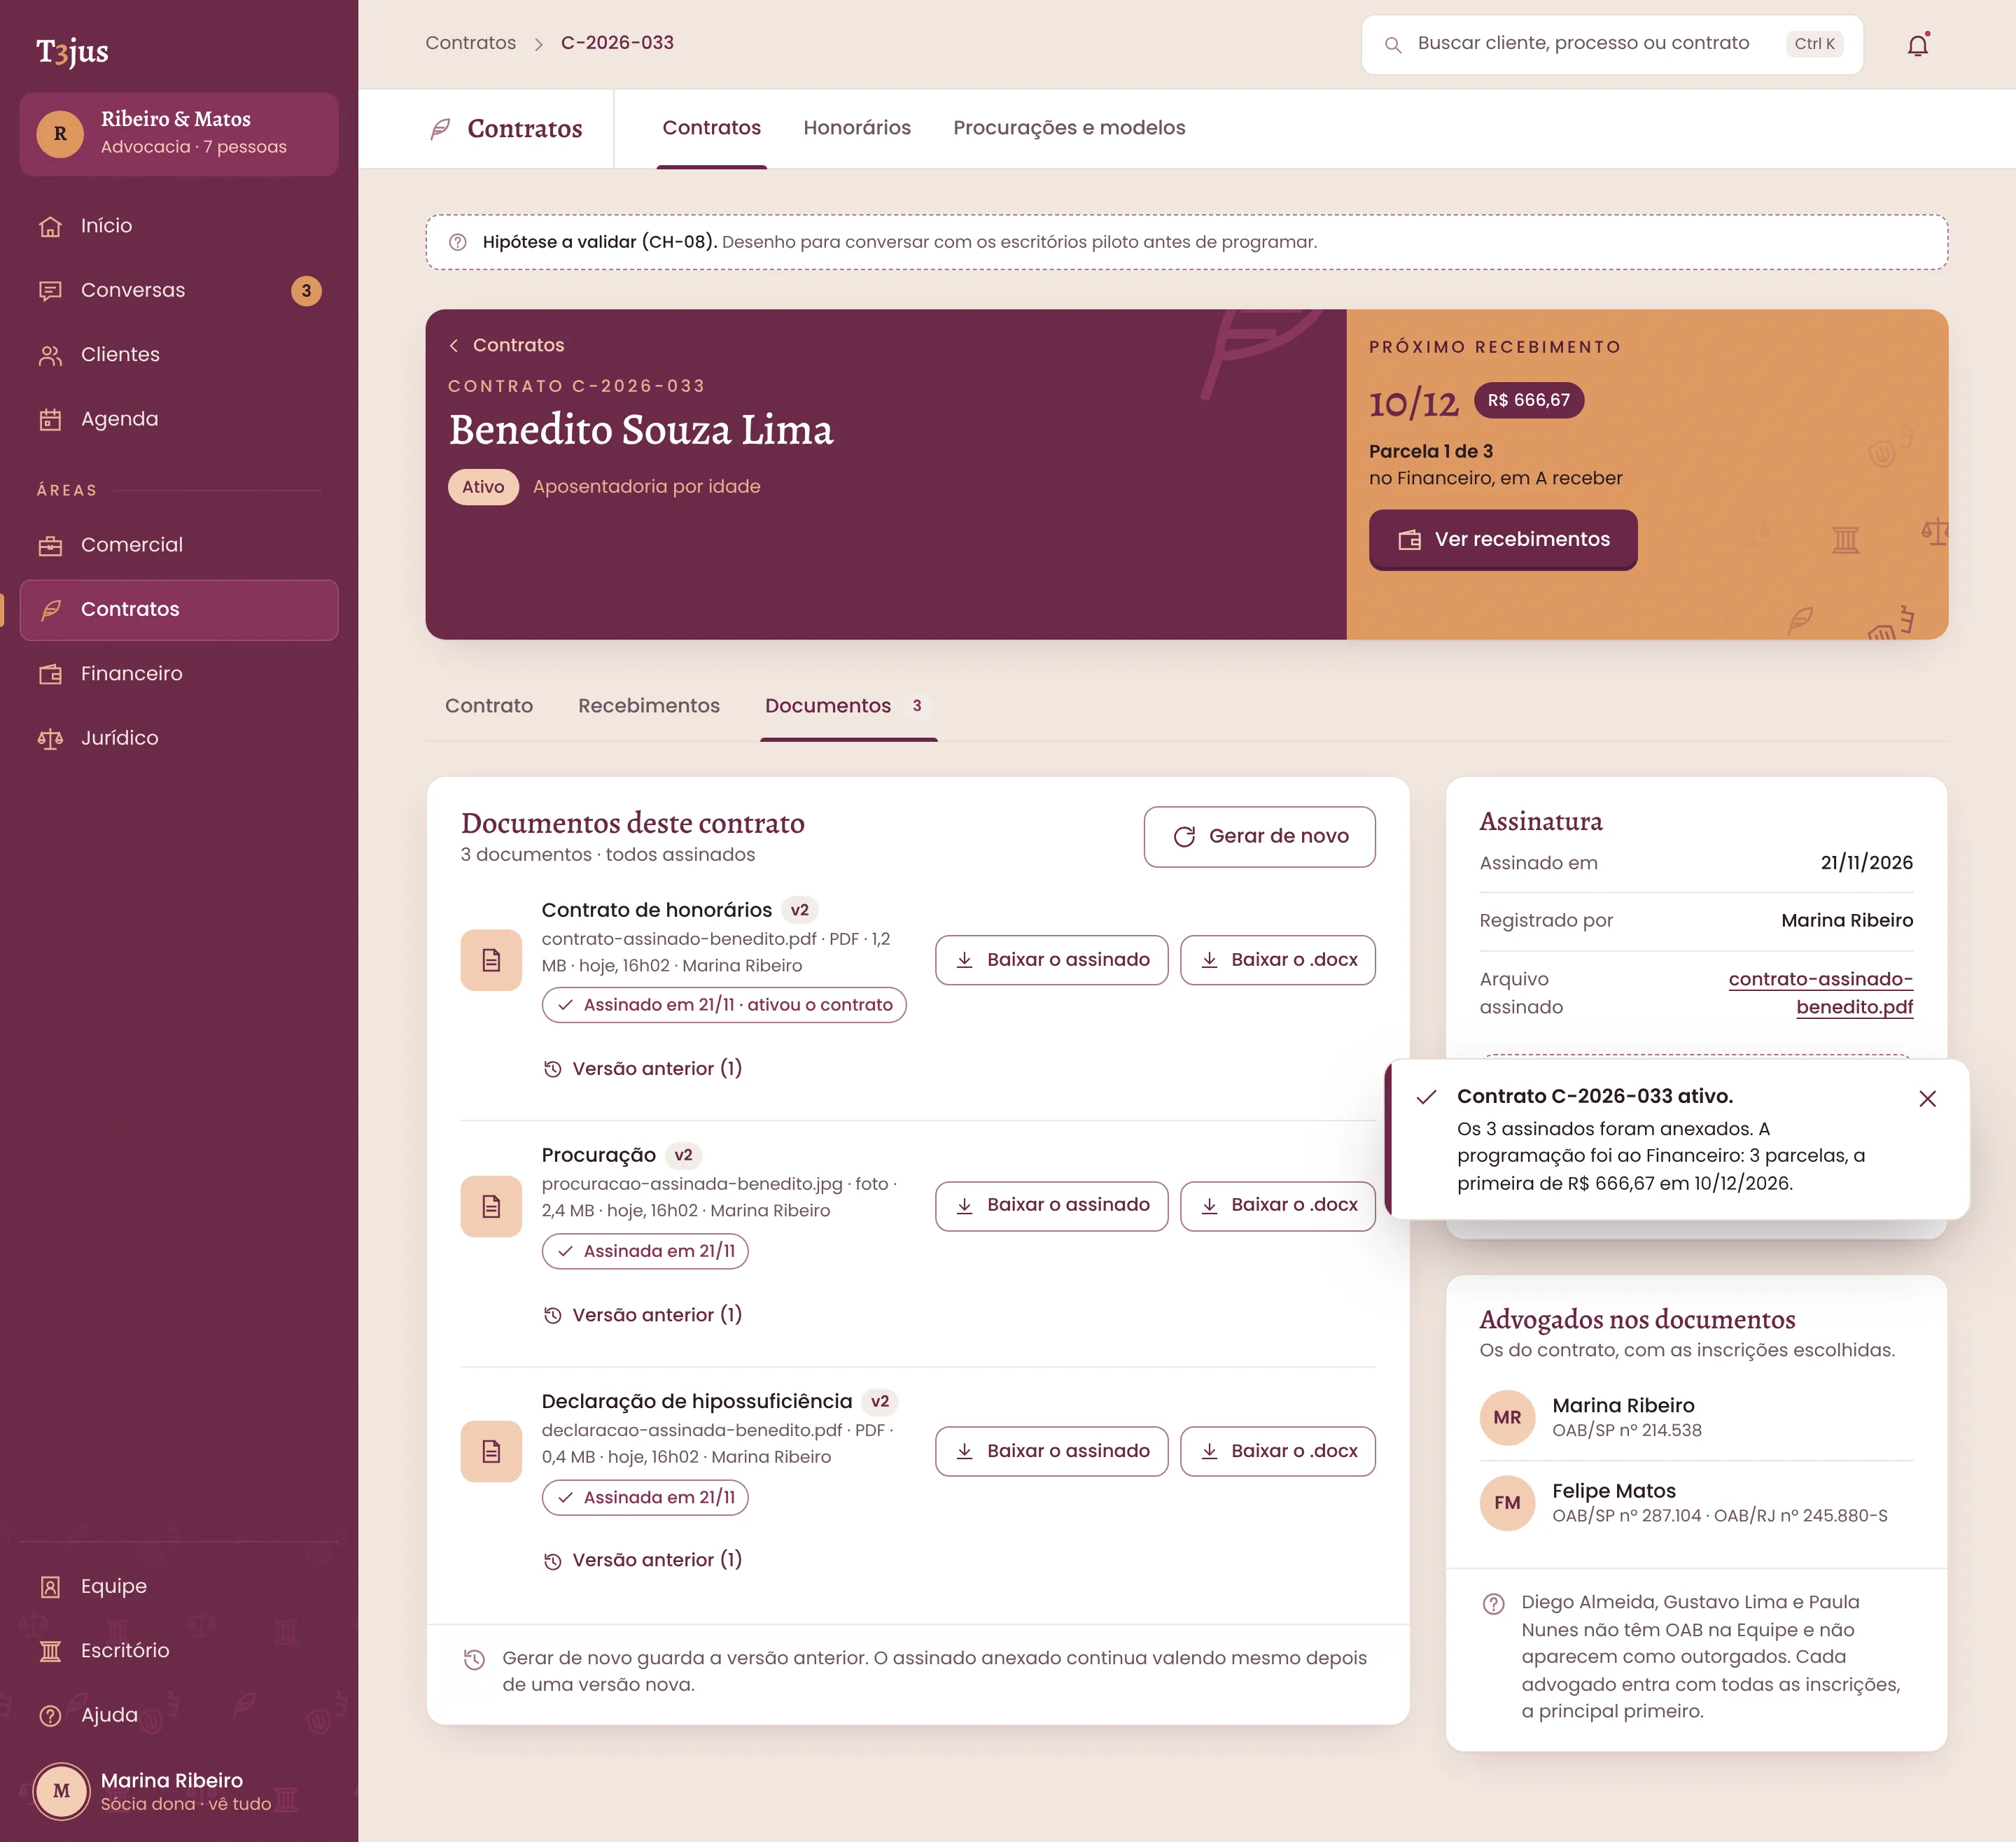 T3jus
R
Ribeiro & Matos
Advocacia · 7 pessoas
Início
Conversas
3
Clientes
Agenda
ÁREAS
Comercial
Contratos
Financeiro
Jurídico
Equipe
Escritório
Ajuda
M
Marina Ribeiro
Sócia dona · vê tudo
Contratos
C-2026-033
Buscar cliente, processo ou contrato
Ctrl K
Contratos
Contratos
Honorários
Procurações e modelos
Hipótese a validar (CH-08). Desenho para conversar com os escritórios piloto antes de programar.
Contratos
CONTRATO C-2026-033
Benedito Souza Lima
Ativo
Aposentadoria por idade
PRÓXIMO RECEBIMENTO
10/12
R$ 666,67
Parcela 1 de 3
no Financeiro, em A receber
Ver recebimentos
Contrato
Recebimentos
Documentos
3
Documentos deste contrato
3 documentos · todos assinados
Gerar de novo
Contrato de honorários
v2
contrato-assinado-benedito.pdf · PDF · 1,2
MB · hoje, 16h02 · Marina Ribeiro
Assinado em 21/11 · ativou o contrato
Baixar o assinado
Baixar o .docx
Versão anterior (1)
Procuração
v2
procuracao-assinada-benedito.jpg · foto ·
2,4 MB · hoje, 16h02 · Marina Ribeiro
Assinada em 21/11
Baixar o assinado
Baixar o .docx
Versão anterior (1)
Declaração de hipossuficiência
v2
declaracao-assinada-benedito.pdf · PDF ·
0,4 MB · hoje, 16h02 · Marina Ribeiro
Assinada em 21/11
Baixar o assinado
Baixar o .docx
Versão anterior (1)
Gerar de novo guarda a versão anterior. O assinado anexado continua valendo mesmo depois
de uma versão nova.
Assinatura
Assinado em
21/11/2026
Registrado por
Marina Ribeiro
Arquivo
assinado
contrato-assinado-
benedito.pdf
Contrato C-2026-033 ativo.
Os 3 assinados foram anexados. A
programação foi ao Financeiro: 3 parcelas, a
primeira de R$ 666,67 em 10/12/2026.
Advogados nos documentos
Os do contrato, com as inscrições escolhidas.
MR
Marina Ribeiro
OAB/SP nº 214.538
FM
Felipe Matos
OAB/SP nº 287.104 · OAB/RJ nº 245.880-S
Diego Almeida, Gustavo Lima e Paula
Nunes não têm OAB na Equipe e não
aparecem como outorgados. Cada
advogado entra com todas as inscrições,
a principal primeiro.